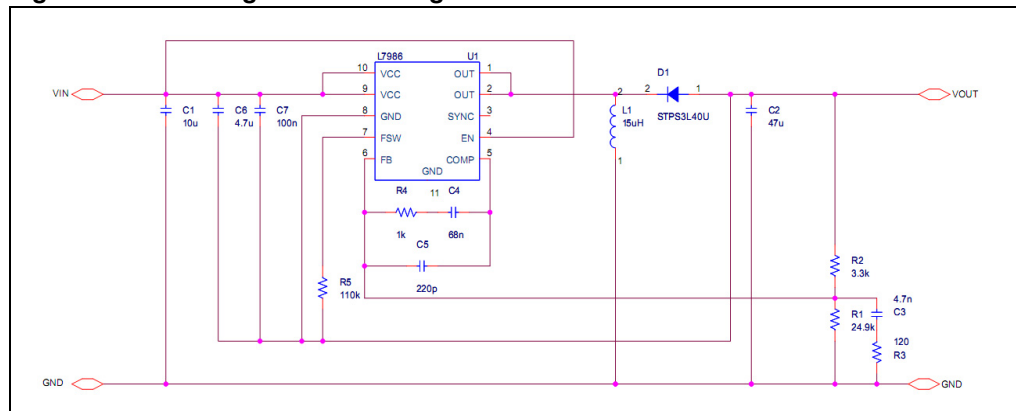 L7986 U1
10 VCC OUT 1
9 VCC OUT 2
8 GND SYNC 3
7 FSW EN 4
6 FB COMP 5
GND
11
VIN
C1
10u
C6
4.7u
C7
100n
R4
1k
C4
68n
C5
220p
R5
110k
2
L1
15uH
1
D1
2 1
STPS3L40U
C2
47u
VOUT
R2
3.3k
R1
24.9k
4.7n
C3
120
R3
GND
GND